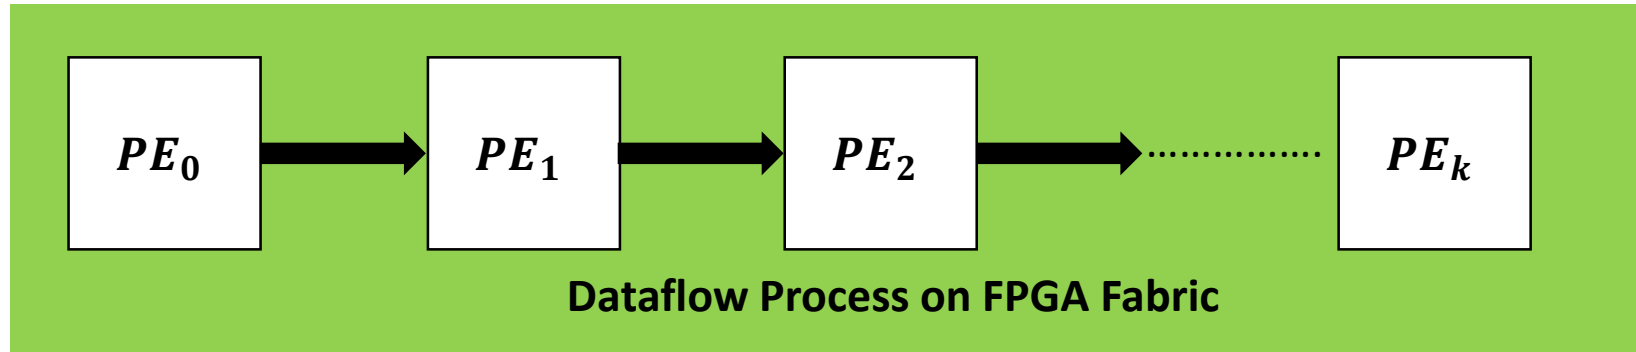 PE₀ PE₁ PE₂ ................ PEₖ
Dataflow Process on FPGA Fabric